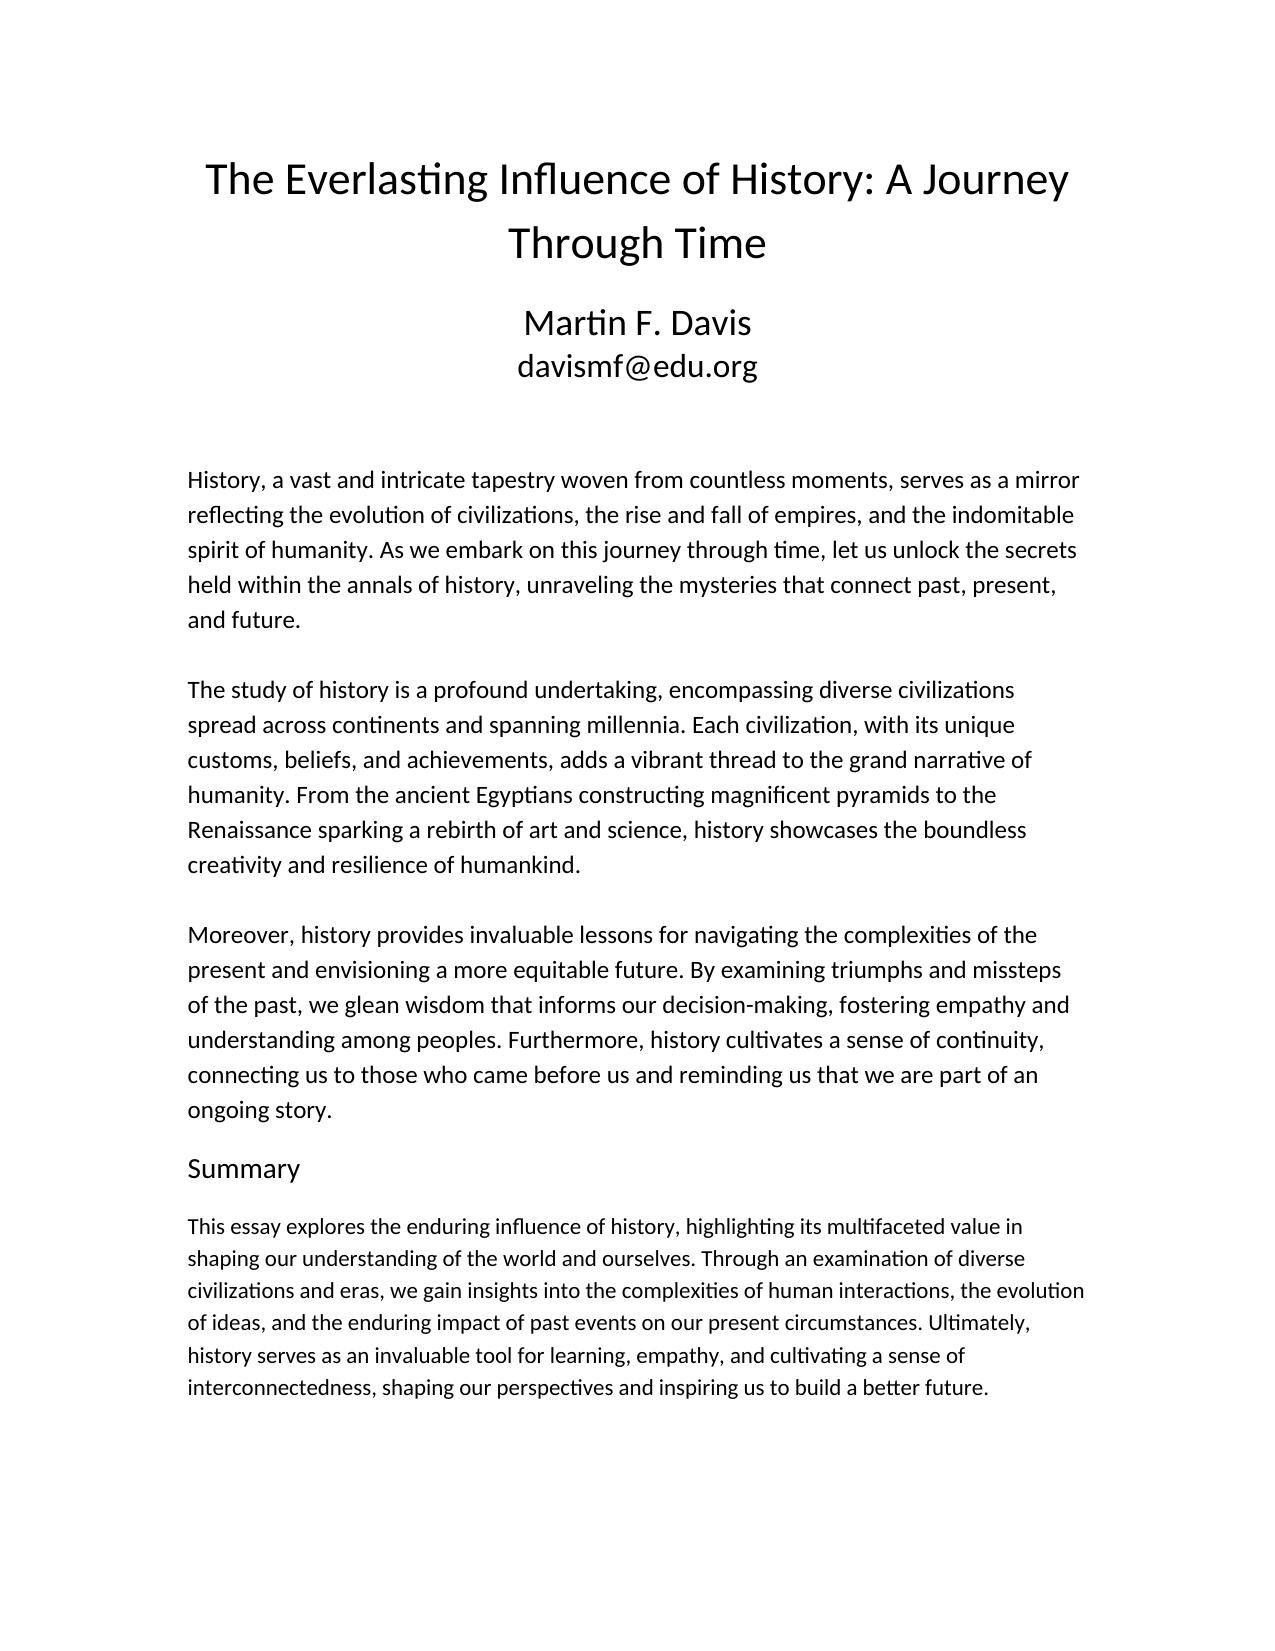 The Everlasting Influence of History: A Journey
Through Time
Martin F. Davis
davismf@edu.org
History, a vast and intricate tapestry woven from countless moments, serves as a mirror
reflecting the evolution of civilizations, the rise and fall of empires, and the indomitable
spirit of humanity. As we embark on this journey through time, let us unlock the secrets
held within the annals of history, unraveling the mysteries that connect past, present,
and future.
The study of history is a profound undertaking, encompassing diverse civilizations
spread across continents and spanning millennia. Each civilization, with its unique
customs, beliefs, and achievements, adds a vibrant thread to the grand narrative of
humanity. From the ancient Egyptians constructing magnificent pyramids to the
Renaissance sparking a rebirth of art and science, history showcases the boundless
creativity and resilience of humankind.
Moreover, history provides invaluable lessons for navigating the complexities of the
present and envisioning a more equitable future. By examining triumphs and missteps
of the past, we glean wisdom that informs our decision-making, fostering empathy and
understanding among peoples. Furthermore, history cultivates a sense of continuity,
connecting us to those who came before us and reminding us that we are part of an
ongoing story.
Summary
This essay explores the enduring influence of history, highlighting its multifaceted value in
shaping our understanding of the world and ourselves. Through an examination of diverse
civilizations and eras, we gain insights into the complexities of human interactions, the evolution
of ideas, and the enduring impact of past events on our present circumstances. Ultimately,
history serves as an invaluable tool for learning, empathy, and cultivating a sense of
interconnectedness, shaping our perspectives and inspiring us to build a better future.